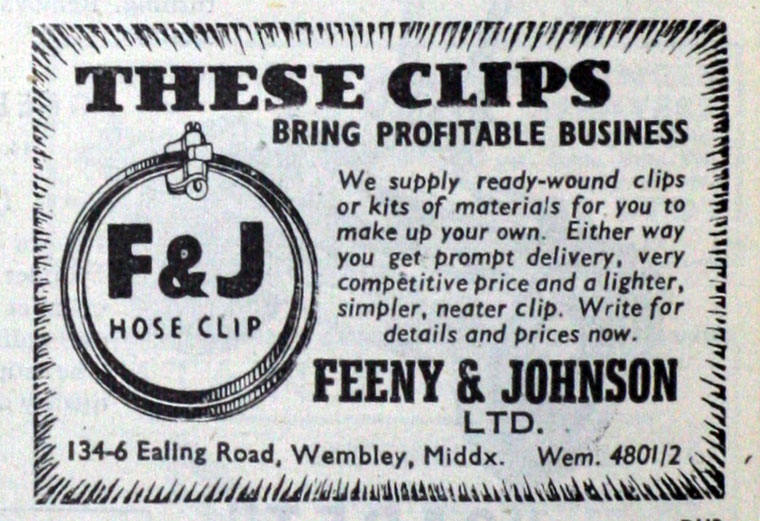 THESE CLIPS
BRING PROFITABLE BUSINESS
F&J
HOSE CLIP
We supply ready-wound clips
or kits of materials for you to
make up your own. Either way
you get prompt delivery, very
competitive price and a lighter,
simpler, neater clip. Write for
details and prices now.
FEENY & JOHNSON
LTD.
134-6 Ealing Road, Wembley, Middx. Wem. 4801/2